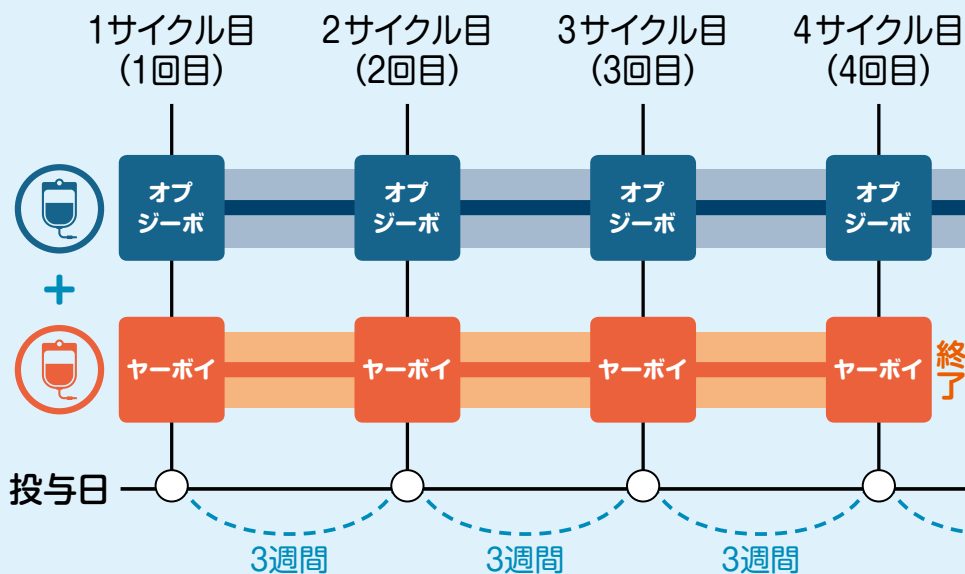 1サイクル目
(1回目)
2サイクル目
(2回目)
3サイクル目
(3回目)
4サイクル目
(4回目)
オプ
ジーボ
オプ
ジーボ
オプ
ジーボ
オプ
ジーボ
+
ヤーボイ
ヤーボイ
ヤーボイ
ヤーボイ
終了
投与日
3週間
3週間
3週間